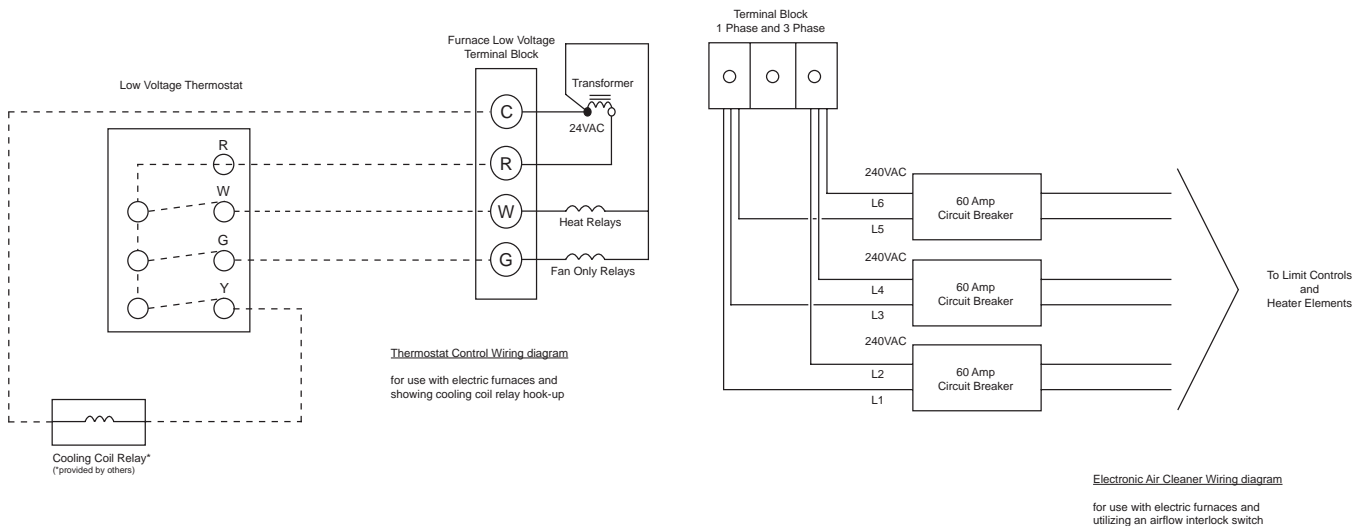 Low Voltage Thermostat
R
W
G
Y
Furnace Low Voltage
Terminal Block
C
R
W
G
Transformer
24VAC
Heat Relays
Fan Only Relays
Thermostat Control Wiring diagram
for use with electric furnaces and
showing cooling coil relay hook-up
Cooling Coil Relay*
(*provided by others)
Terminal Block
1 Phase and 3 Phase
240VAC
L6
L5
60 Amp
Circuit Breaker
240VAC
L4
L3
60 Amp
Circuit Breaker
240VAC
L2
L1
60 Amp
Circuit Breaker
To Limit Controls
and
Heater Elements
Electronic Air Cleaner Wiring diagram
for use with electric furnaces and
utilizing an airflow interlock switch